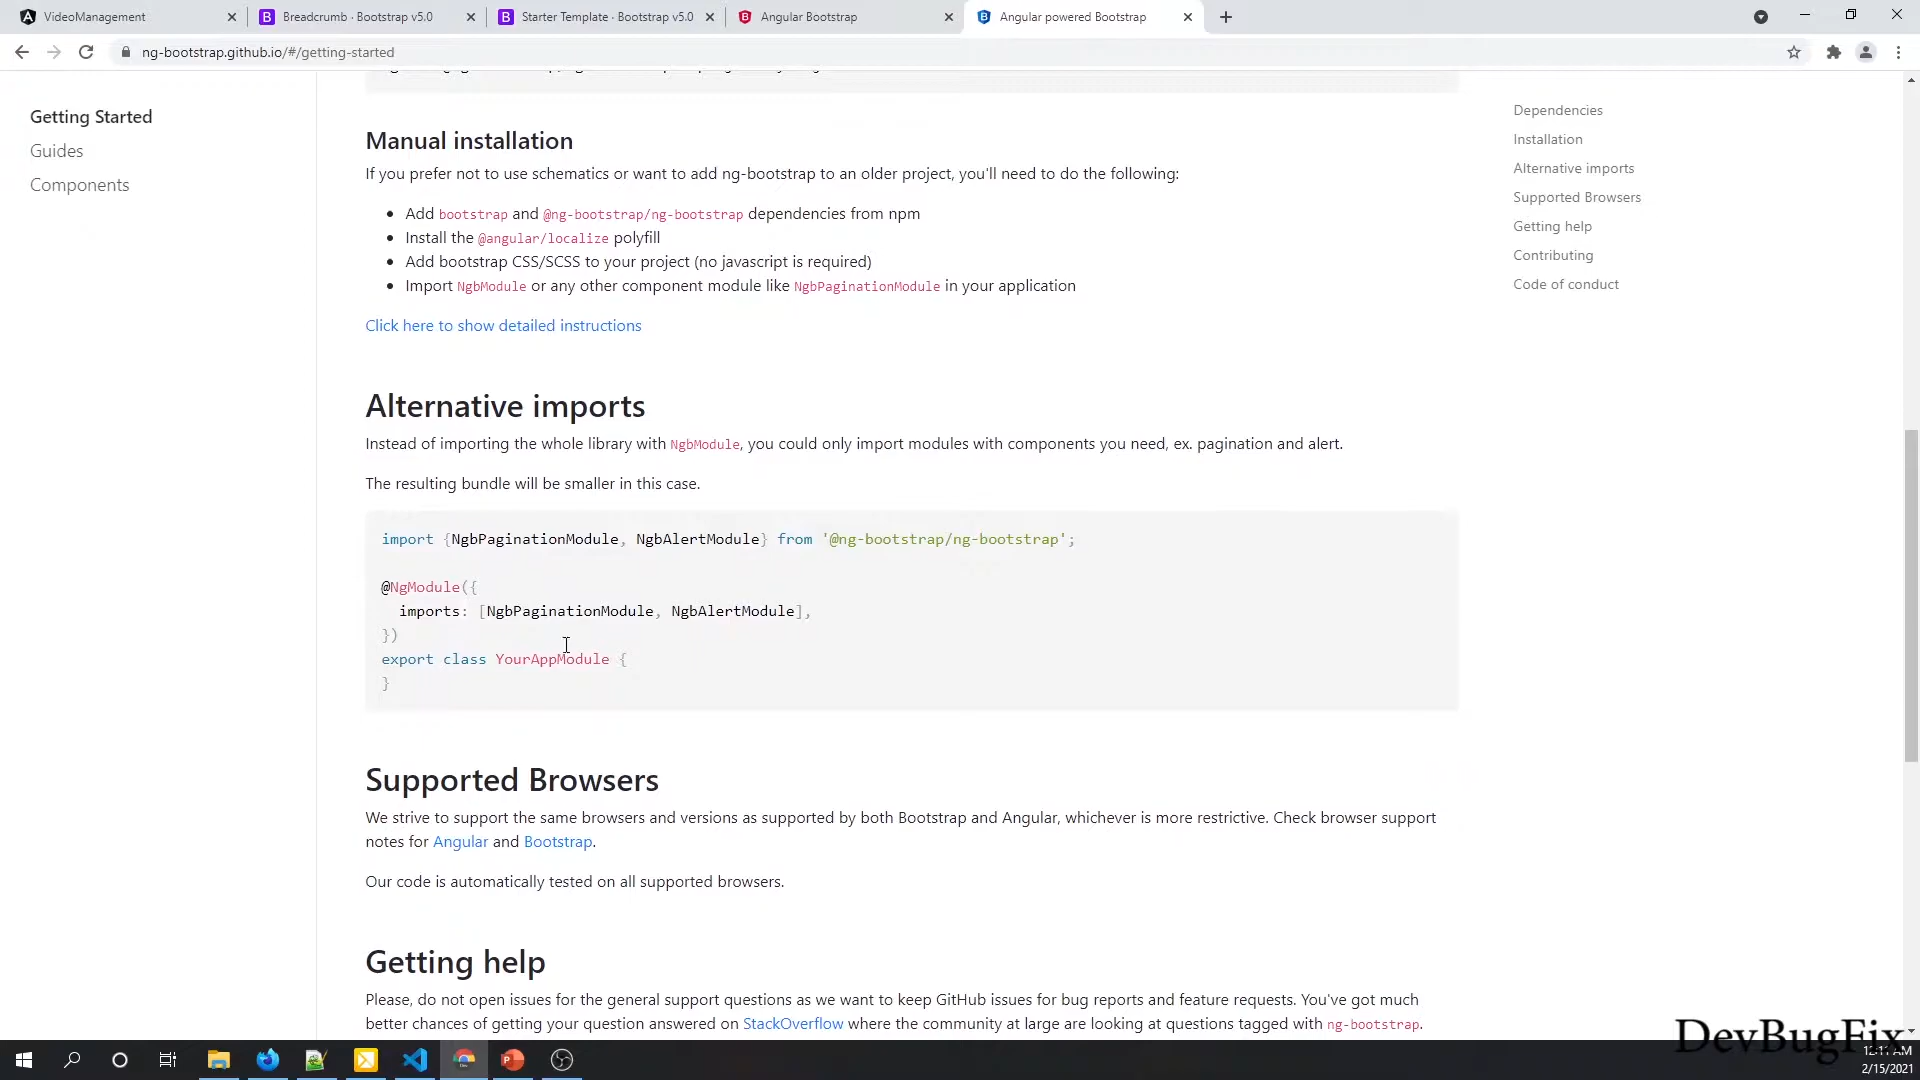 VideoManagement
Breadcrumb · Bootstrap v5.0
Starter Template · Bootstrap v5.0
Angular Bootstrap
Angular powered Bootstrap
ng-bootstrap.github.io/#/getting-started
Getting Started
Guides
Components
Manual installation
If you prefer not to use schematics or want to add ng-bootstrap to an older project, you'll need to do the following:
Add bootstrap and @ng-bootstrap/ng-bootstrap dependencies from npm
Install the @angular/localize polyfill
Add bootstrap CSS/SCSS to your project (no javascript is required)
Import NgbModule or any other component module like NgbPaginationModule in your application
Click here to show detailed instructions
Alternative imports
Instead of importing the whole library with NgbModule, you could only import modules with components you need, ex. pagination and alert.
The resulting bundle will be smaller in this case.
import {NgbPaginationModule, NgbAlertModule} from '@ng-bootstrap/ng-bootstrap';
@NgModule({
imports: [NgbPaginationModule, NgbAlertModule],
})
export class YourAppModule {
}
Supported Browsers
We strive to support the same browsers and versions as supported by both Bootstrap and Angular, whichever is more restrictive. Check browser support
notes for Angular and Bootstrap.
Our code is automatically tested on all supported browsers.
Getting help
Please, do not open issues for the general support questions as we want to keep GitHub issues for bug reports and feature requests. You've got much
better chances of getting your question answered on StackOverflow where the community at large are looking at questions tagged with ng-bootstrap.
Dependencies
Installation
Alternative imports
Supported Browsers
Getting help
Contributing
Code of conduct
DevBugFix
12:11 AM
2/15/2021